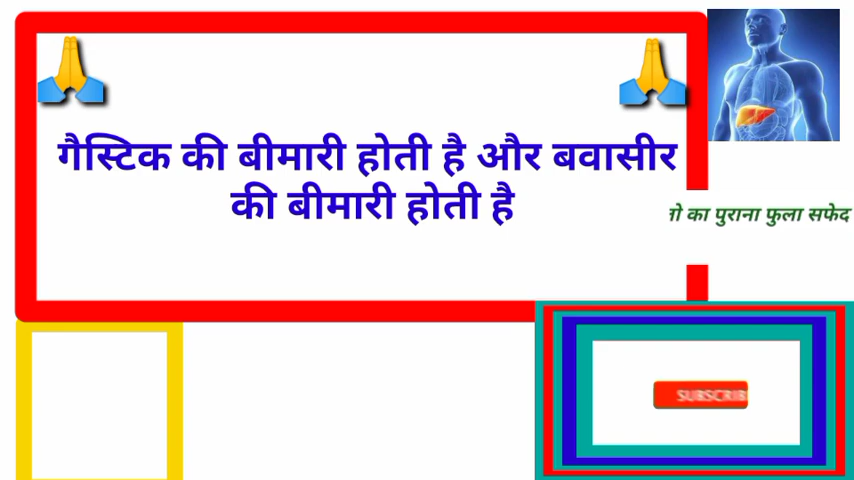 गैस्टिक की बीमारी होती है और बवासीर
की बीमारी होती है
का पुराना फुला सफेद